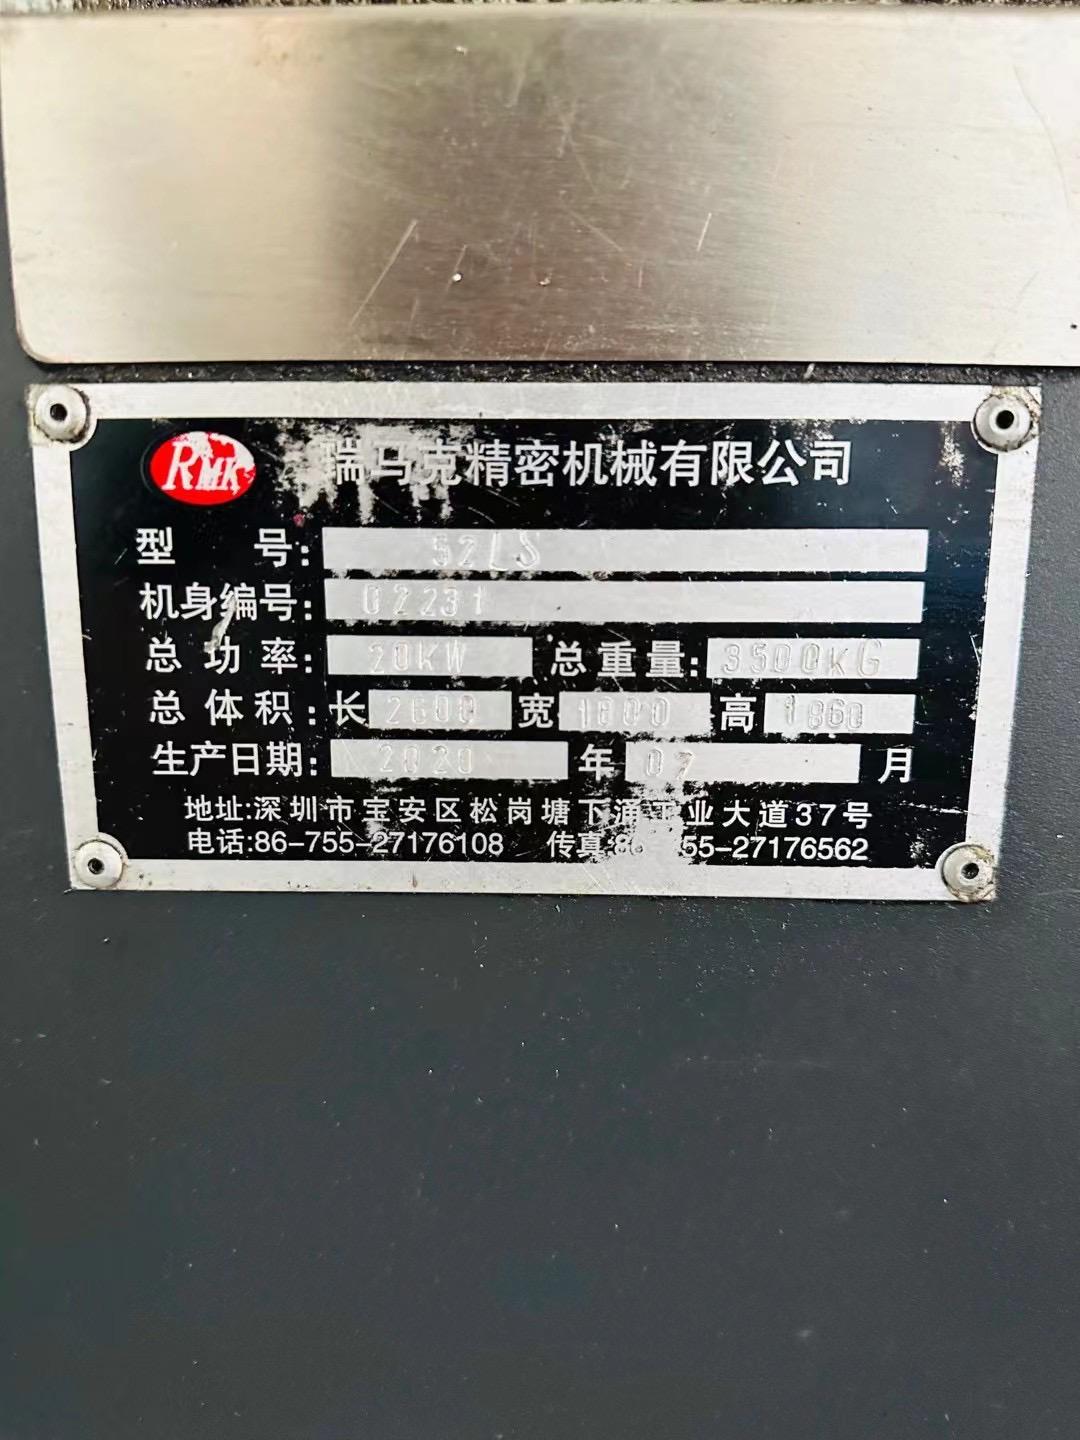 RMK 瑞马克精密机械有限公司
型 号: 52LS
机身编号: 02231
总功率: 20KW 总重量: 3500KG
总体积: 长 2600 宽 1800 高 1860
生产日期: 2020 年 07 月
地址:深圳市宝安区松岗塘下涌工业大道37号
电话:86-755-27176108 传真:86-755-27176562